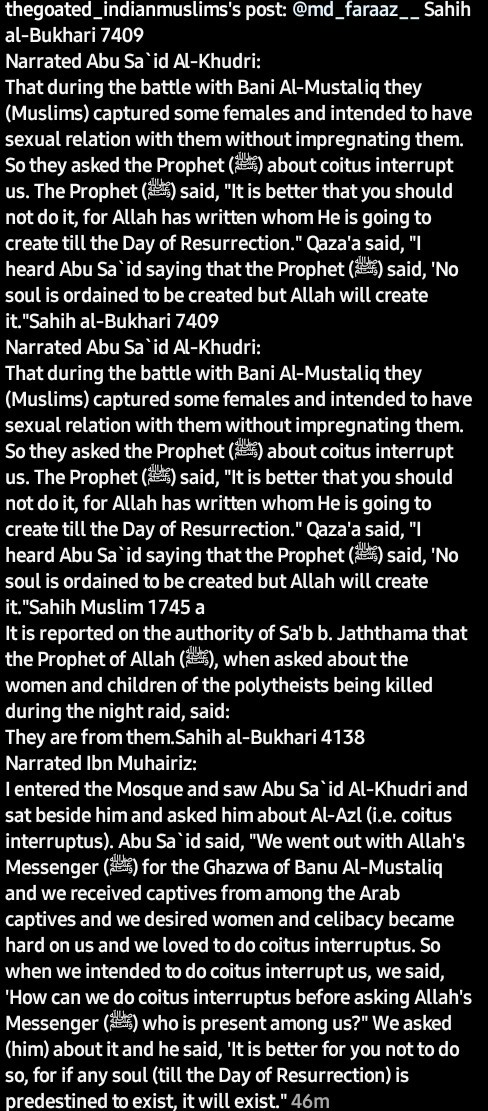 thegoated_indianmuslims's post: @md_faraaz__ Sahih
al-Bukhari 7409
Narrated Abu Sa`id Al-Khudri:
That during the battle with Bani Al-Mustaliq they
(Muslims) captured some females and intended to have
sexual relation with them without impregnating them.
So they asked the Prophet (ﷺ) about coitus interrupt
us. The Prophet (ﷺ) said, "It is better that you should
not do it, for Allah has written whom He is going to
create till the Day of Resurrection." Qaza'a said, "I
heard Abu Sa`id saying that the Prophet (ﷺ) said, 'No
soul is ordained to be created but Allah will create
it."Sahih al-Bukhari 7409
Narrated Abu Sa`id Al-Khudri:
That during the battle with Bani Al-Mustaliq they
(Muslims) captured some females and intended to have
sexual relation with them without impregnating them.
So they asked the Prophet (ﷺ) about coitus interrupt
us. The Prophet (ﷺ) said, "It is better that you should
not do it, for Allah has written whom He is going to
create till the Day of Resurrection." Qaza'a said, "I
heard Abu Sa`id saying that the Prophet (ﷺ) said, 'No
soul is ordained to be created but Allah will create
it."Sahih Muslim 1745 a
It is reported on the authority of Sa'b b. Jaththama that
the Prophet of Allah (ﷺ), when asked about the
women and children of the polytheists being killed
during the night raid, said:
They are from them.Sahih al-Bukhari 4138
Narrated Ibn Muhairiz:
I entered the Mosque and saw Abu Sa`id Al-Khudri and
sat beside him and asked him about Al-Azl (i.e. coitus
interruptus). Abu Sa`id said, "We went out with Allah's
Messenger (ﷺ) for the Ghazwa of Banu Al-Mustaliq
and we received captives from among the Arab
captives and we desired women and celibacy became
hard on us and we loved to do coitus interruptus. So
when we intended to do coitus interrupt us, we said,
'How can we do coitus interruptus before asking Allah's
Messenger (ﷺ) who is present among us?" We asked
(him) about it and he said, 'It is better for you not to do
so, for if any soul (till the Day of Resurrection) is
predestined to exist, it will exist." 46m